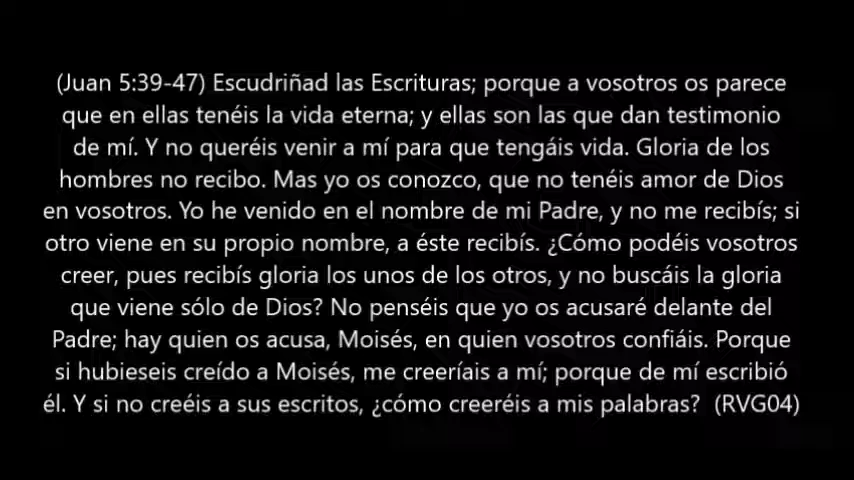 (Juan 5:39-47) Escudriñad las Escrituras; porque a vosotros os parece
que en ellas tenéis la vida eterna; y ellas son las que dan testimonio
de mí. Y no queréis venir a mí para que tengáis vida. Gloria de los
hombres no recibo. Mas yo os conozco, que no tenéis amor de Dios
en vosotros. Yo he venido en el nombre de mi Padre, y no me recibís; si
otro viene en su propio nombre, a éste recibís. ¿Cómo podéis vosotros
creer, pues recibís gloria los unos de los otros, y no buscáis la gloria
que viene sólo de Dios? No penséis que yo os acusaré delante del
Padre; hay quien os acusa, Moisés, en quien vosotros confiáis. Porque
si hubieseis creído a Moisés, me creeríais a mí; porque de mí escribió
él. Y si no creéis a sus escritos, ¿cómo creeréis a mis palabras? (RVG04)